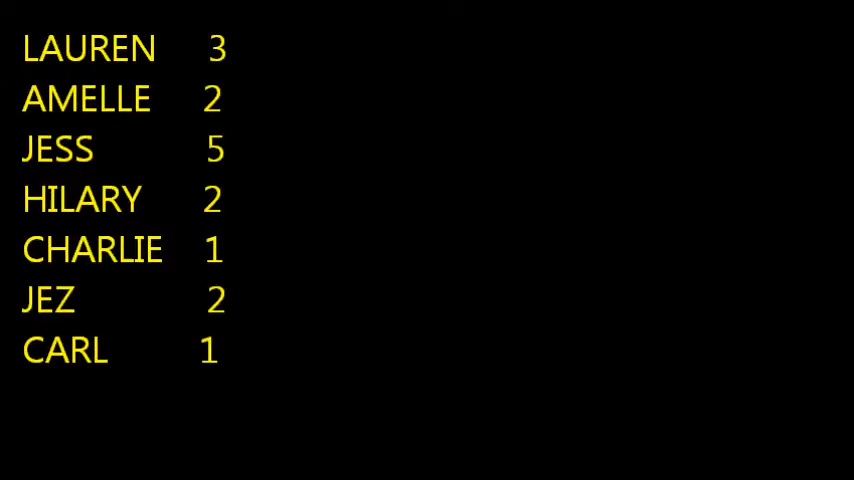 LAUREN 3
AMELLE 2
JESS 5
HILARY 2
CHARLIE 1
JEZ 2
CARL 1